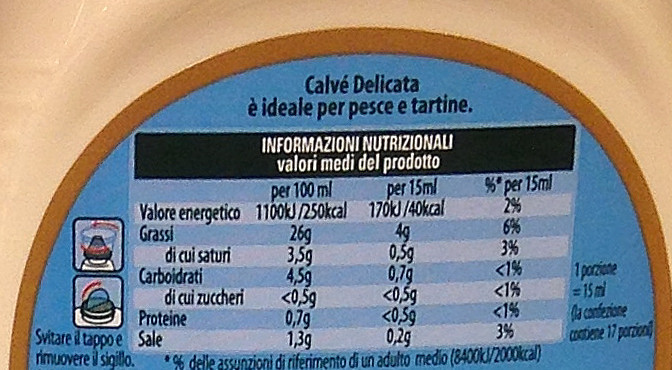 Calvé Delicata
è ideale per pesce e tartine.
INFORMAZIONI NUTRIZIONALI
valori medi del prodotto
per 100 ml per 15ml %* per 15ml
Valore energetico 1100kJ/250kcal 170kJ/40kcal 2%
Grassi 26g 4g 6%
di cui saturi 3,5g 0,5g 3%
Carboidrati 4,5g 0,7g <1%
di cui zuccheri <0,5g <0,5g <1%
Proteine 0,7g <0,5g <1%
Sale 1,3g 0,2g 3%
*% delle assunzioni di riferimento di un adulto medio (8400kJ/2000kcal)
1 porzione
= 15 ml
(la confezione
contiene 17 porzioni)
Svitare il tappo e
rimuovere il sigillo.